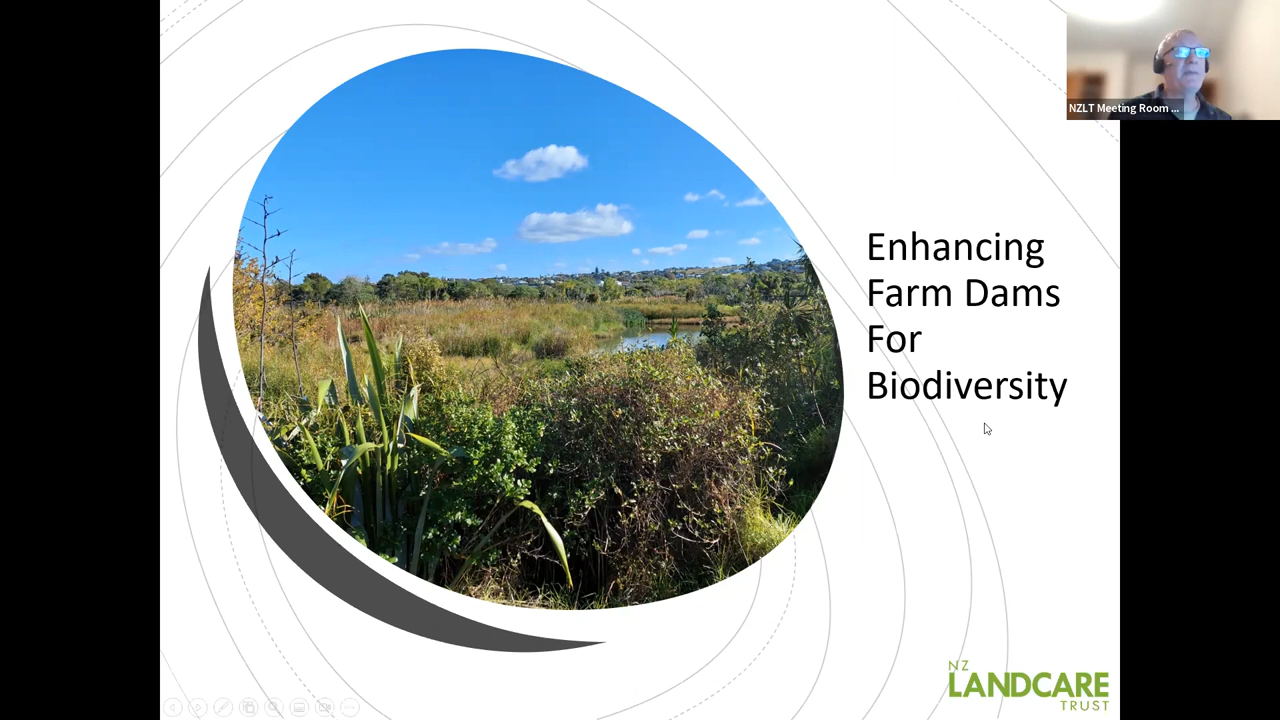 NZLT Meeting Room ...
Enhancing
Farm Dams
For
Biodiversity
NZ
LANDCARE
TRUST